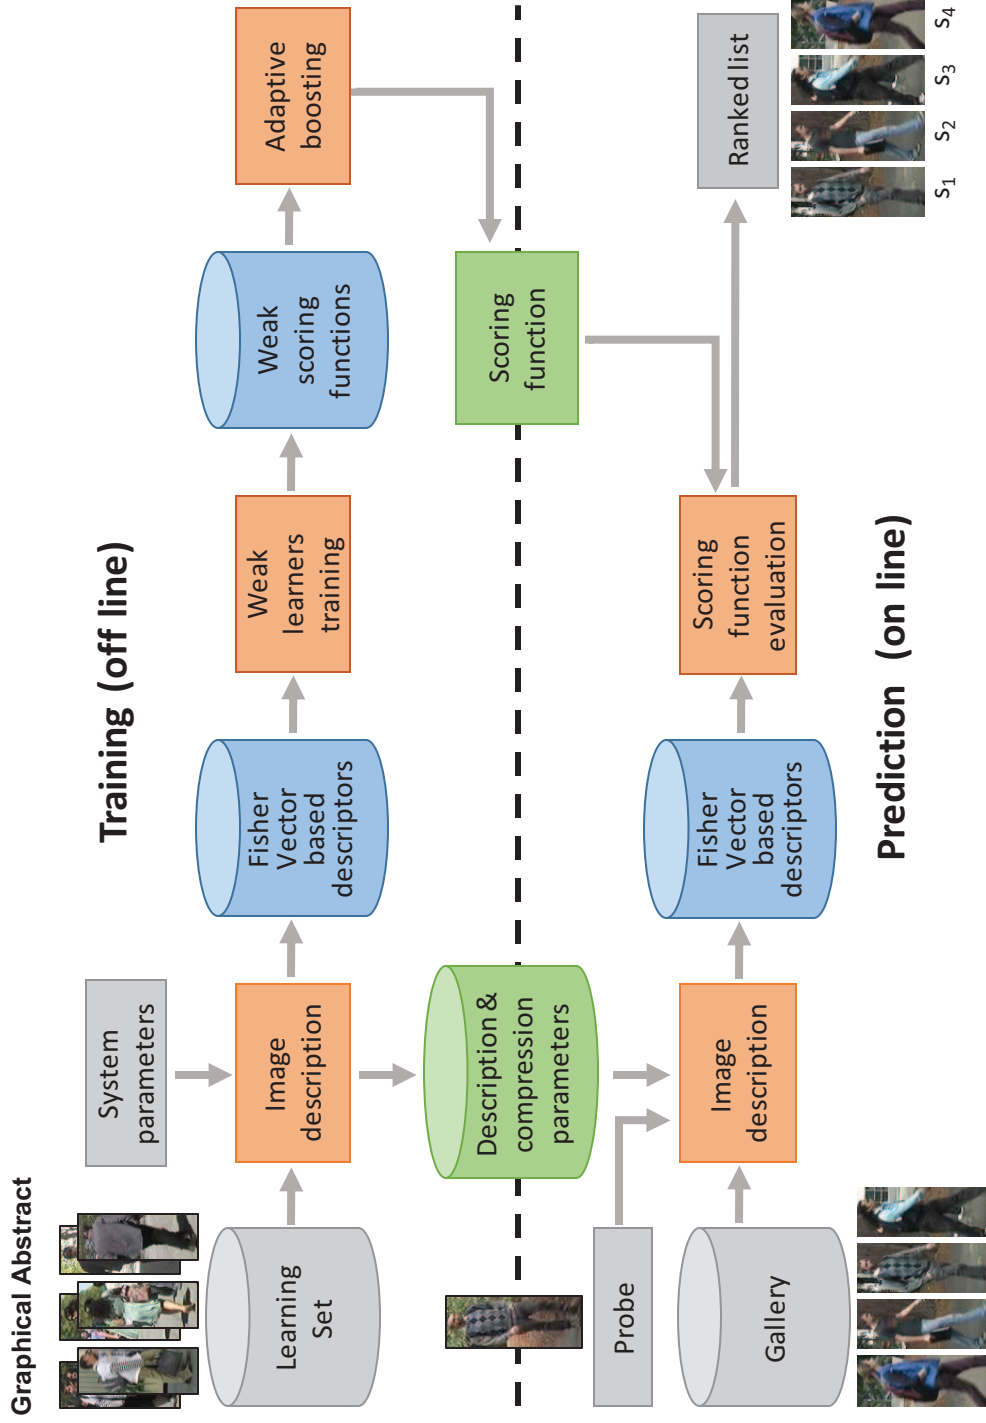 Graphical Abstract
Training (off line)
System
parameters
Learning
Set
Image
description
Fisher
Vector
based
descriptors
Weak
learners
training
Weak
scoring
functions
Adaptive
boosting
Description &
compression
parameters
Scoring
function
Probe
Gallery
Image
description
Fisher
Vector
based
descriptors
Scoring
function
evaluation
Ranked list
S1 S2 S3 S4
Prediction (on line)